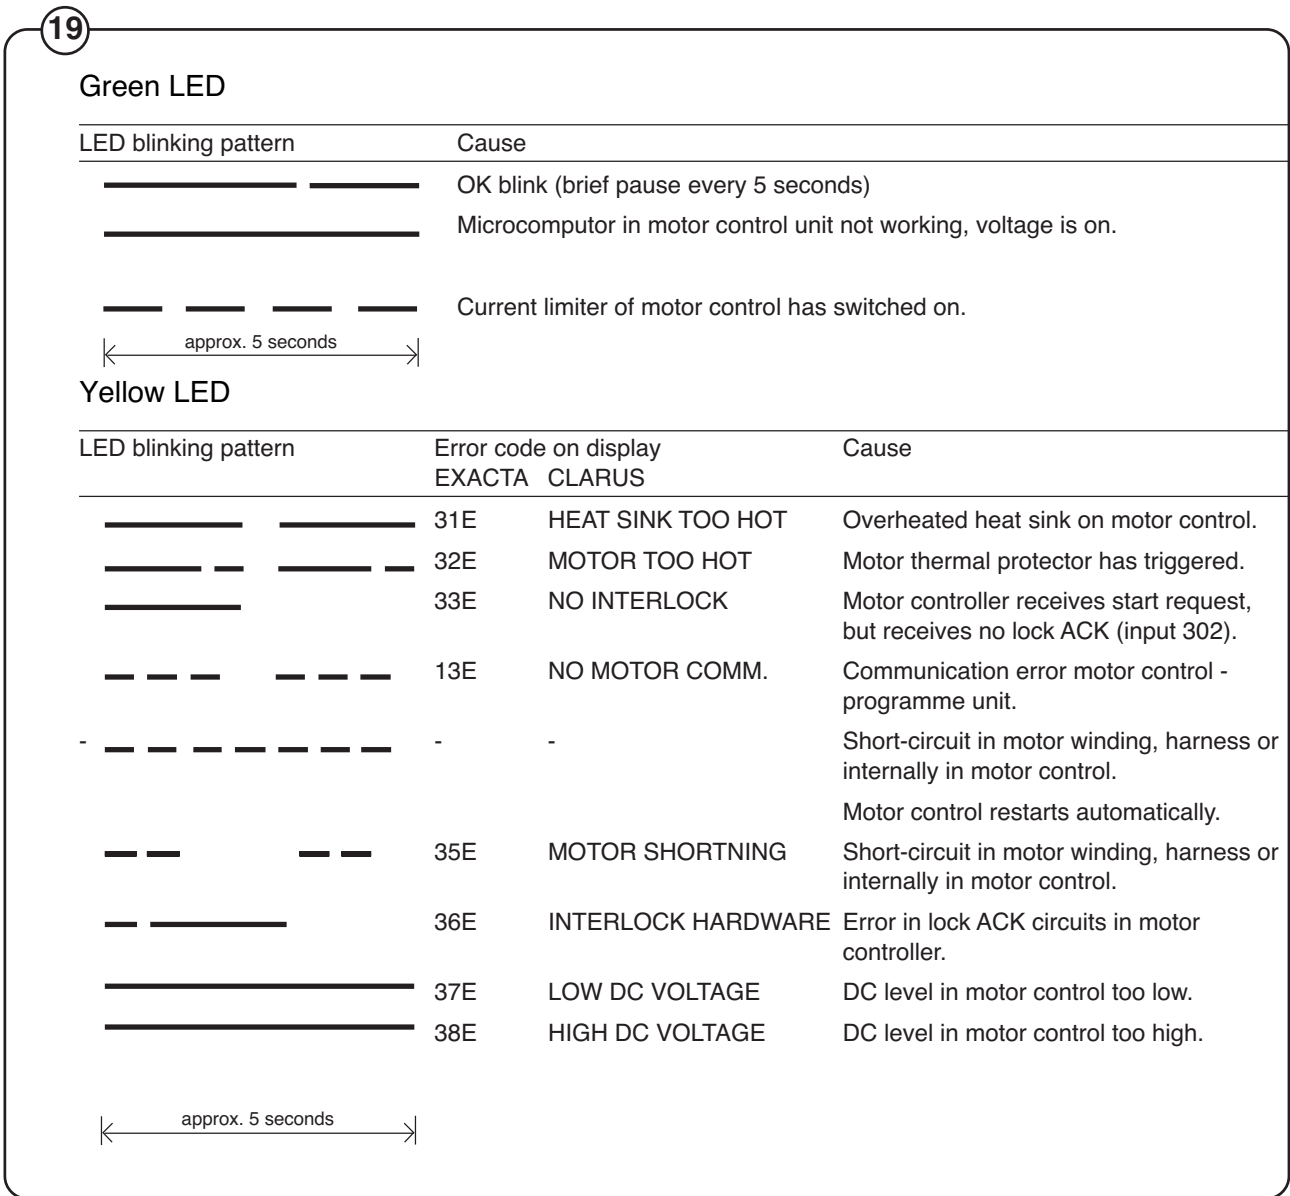 19
Green LED
LED blinking pattern Cause
OK blink (brief pause every 5 seconds)
Microcomputor in motor control unit not working, voltage is on.
Current limiter of motor control has switched on.
approx. 5 seconds
Yellow LED
LED blinking pattern Error code on display Cause
EXACTA CLARUS
31E HEAT SINK TOO HOT Overheated heat sink on motor control.
32E MOTOR TOO HOT Motor thermal protector has triggered.
33E NO INTERLOCK Motor controller receives start request,
but receives no lock ACK (input 302).
13E NO MOTOR COMM. Communication error motor control -
programme unit.
- - - Short-circuit in motor winding, harness or
internally in motor control.
Motor control restarts automatically.
35E MOTOR SHORTNING Short-circuit in motor winding, harness or
internally in motor control.
36E INTERLOCK HARDWARE Error in lock ACK circuits in motor
controller.
37E LOW DC VOLTAGE DC level in motor control too low.
38E HIGH DC VOLTAGE DC level in motor control too high.
approx. 5 seconds